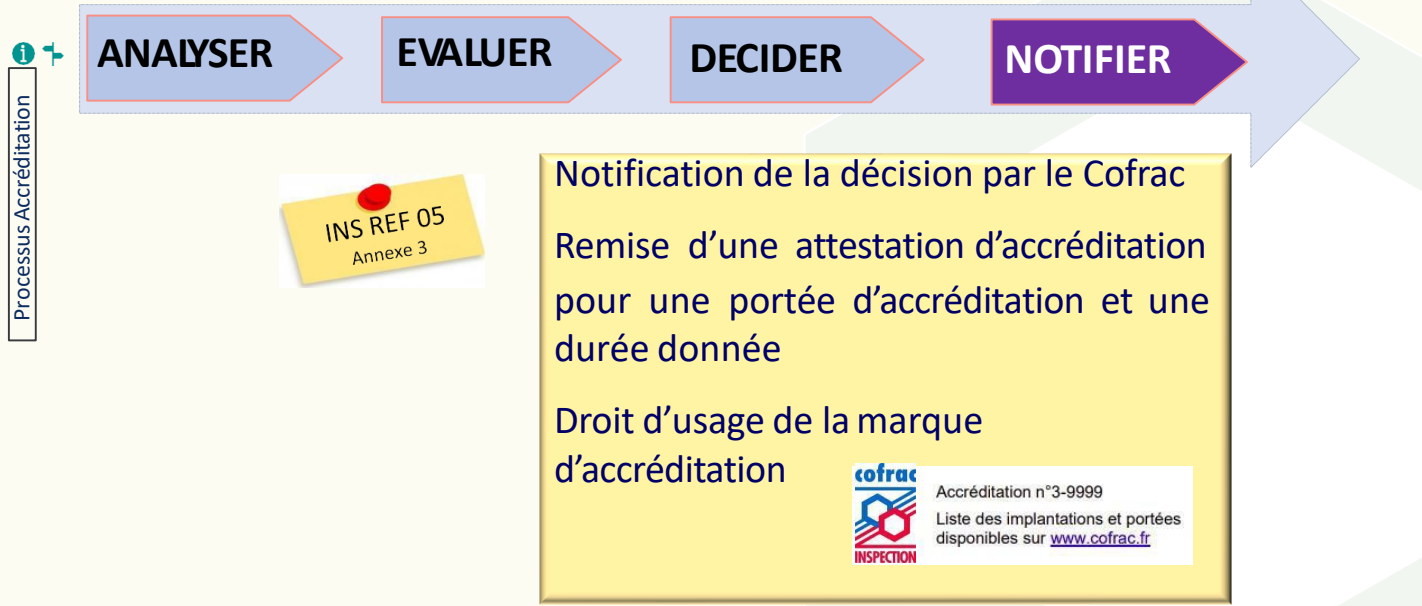 ANALYSER
EVALUER
DECIDER
NOTIFIER
Processus Accréditation
INS REF 05
Annexe 3
Notification de la décision par le Cofrac
Remise d’une attestation d’accréditation
pour une portée d’accréditation et une
durée donnée
Droit d’usage de la marque
d’accréditation
cofrac
INSPECTION
Accréditation n°3-9999
Liste des implantations et portées
disponibles sur www.cofrac.fr